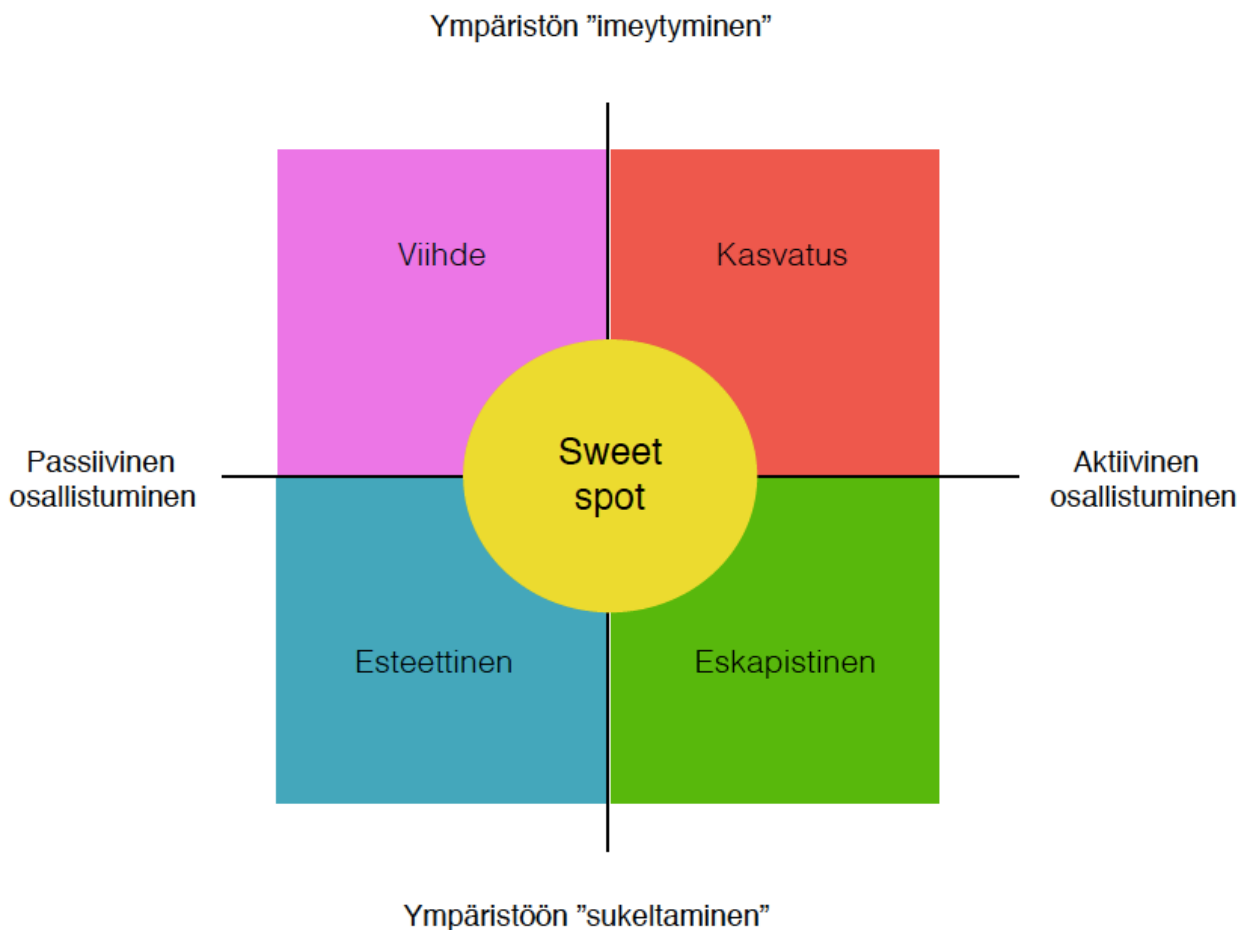 Ympäristön ”imeytyminen”
Viihde
Kasvatus
Passiivinen
osallistuminen
Sweet
spot
Aktiivinen
osallistuminen
Esteettinen
Eskapistinen
Ympäristöön ”sukeltaminen”